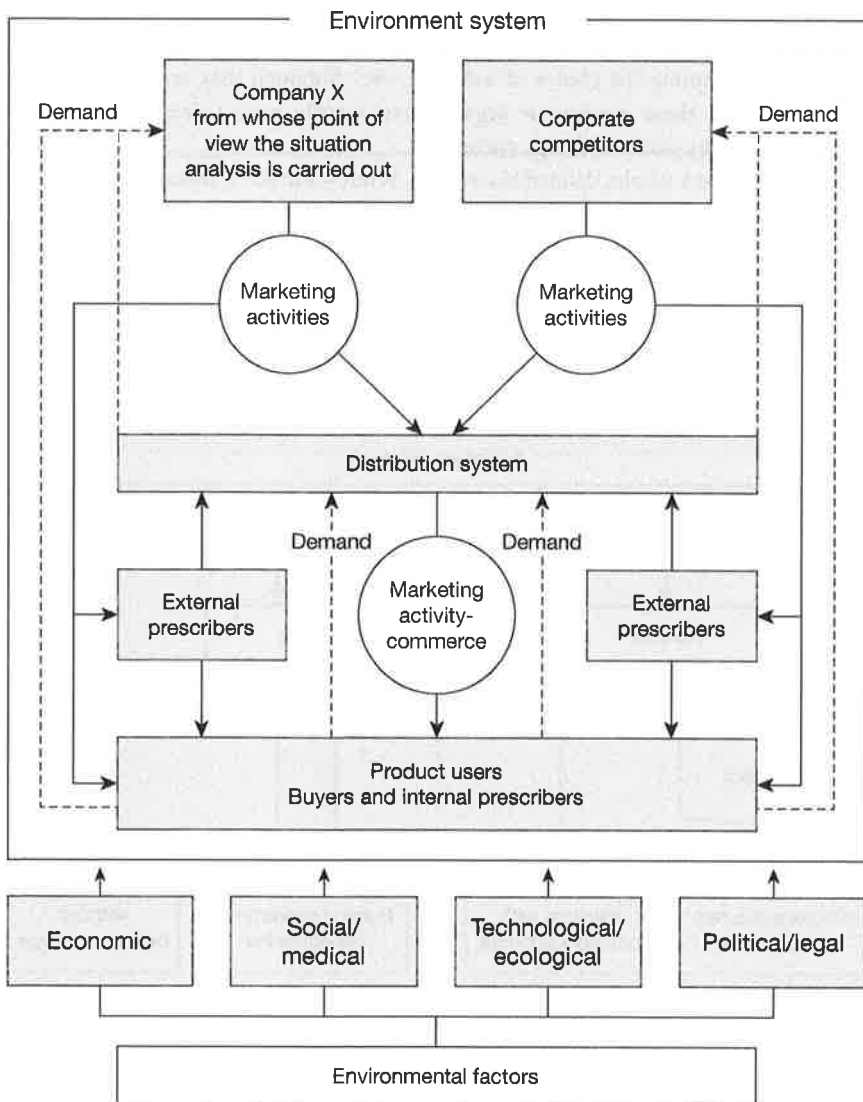 Environment system
Demand
Company X
from whose point of
view the situation
analysis is carried out
Corporate
competitors
Demand
Marketing
activities
Marketing
activities
Distribution system
Demand
Demand
External
prescribers
Marketing
activity-
commerce
External
prescribers
Product users
Buyers and internal prescribers
Economic
Social/
medical
Technological/
ecological
Political/legal
Environmental factors